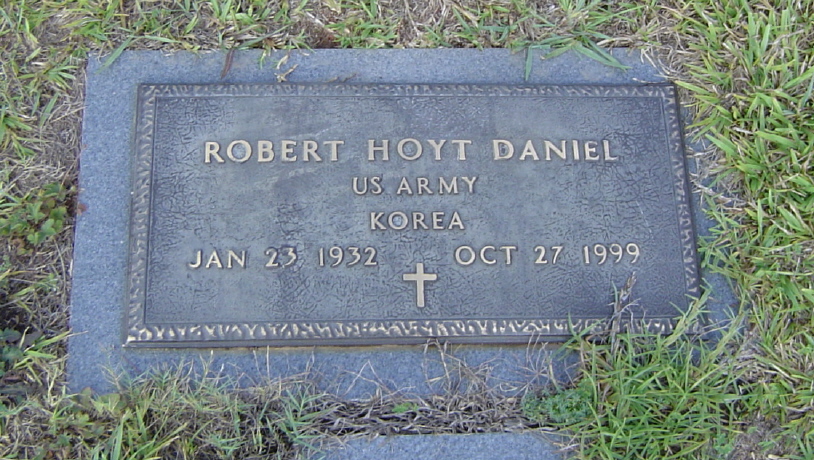 ROBERT HOYT DANIEL
US ARMY
KOREA
JAN 23 1932 OCT 27 1999